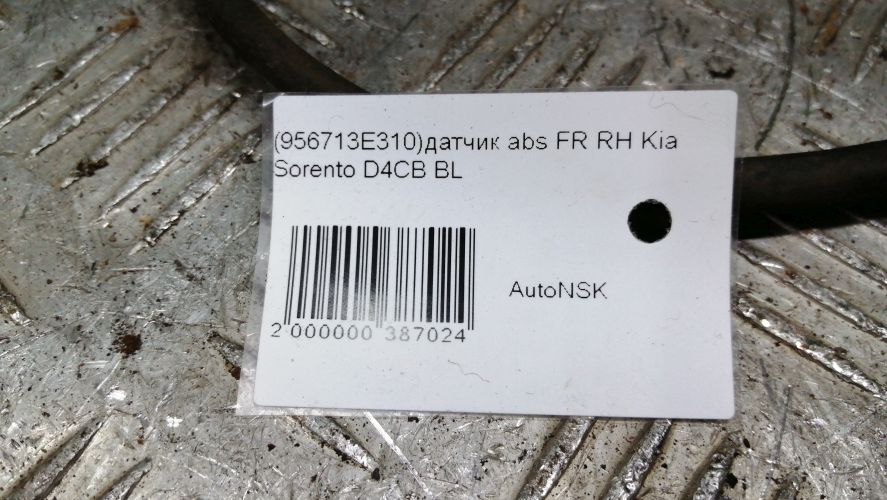 (956713E310)датчик abs FR RH Kia
Sorento D4CB BL
AutoNSK
2 000000 387024